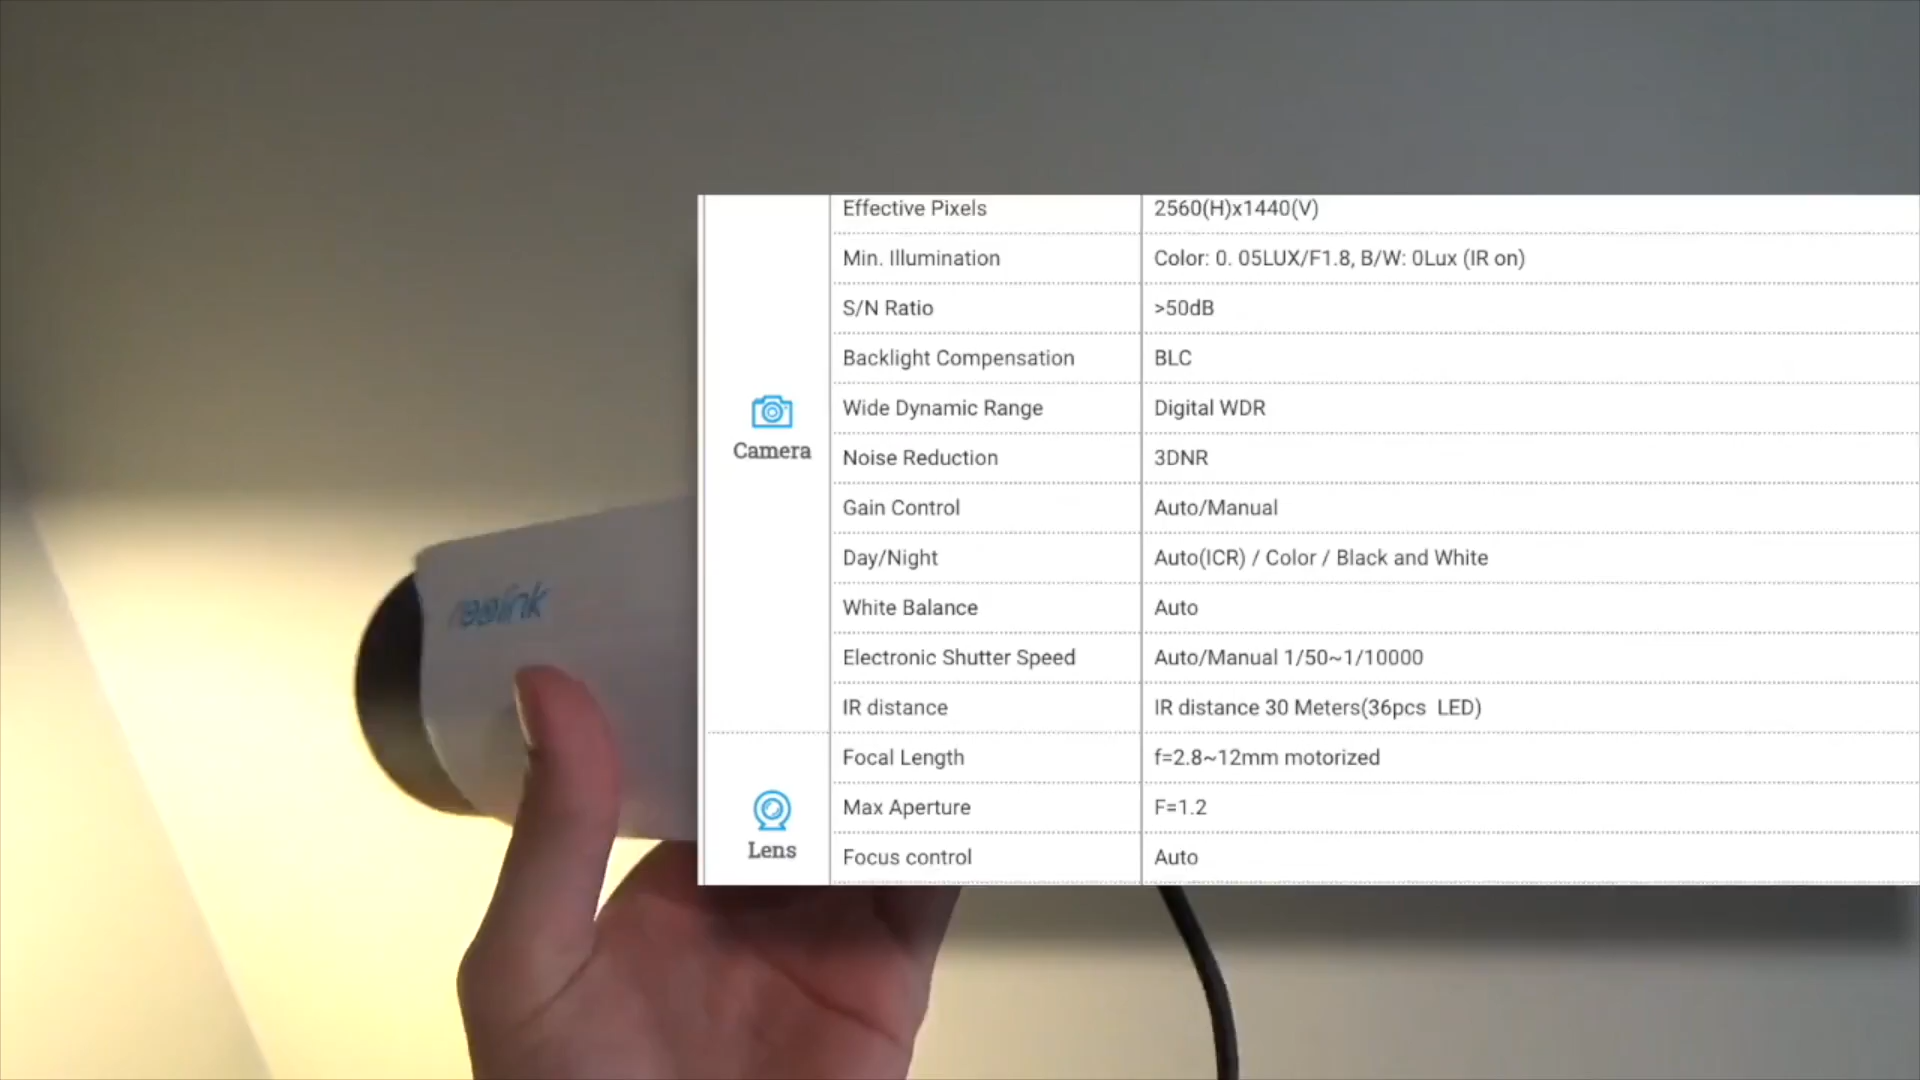 reolink
Effective Pixels 2560(H)x1440(V)
Min. Illumination Color: 0. 05LUX/F1.8, B/W: 0Lux (IR on)
S/N Ratio >50dB
Backlight Compensation BLC
Wide Dynamic Range Digital WDR
Camera
Noise Reduction 3DNR
Gain Control Auto/Manual
Day/Night Auto(ICR) / Color / Black and White
White Balance Auto
Electronic Shutter Speed Auto/Manual 1/50~1/10000
IR distance IR distance 30 Meters(36pcs LED)
Focal Length f=2.8~12mm motorized
Max Aperture F=1.2
Lens
Focus control Auto